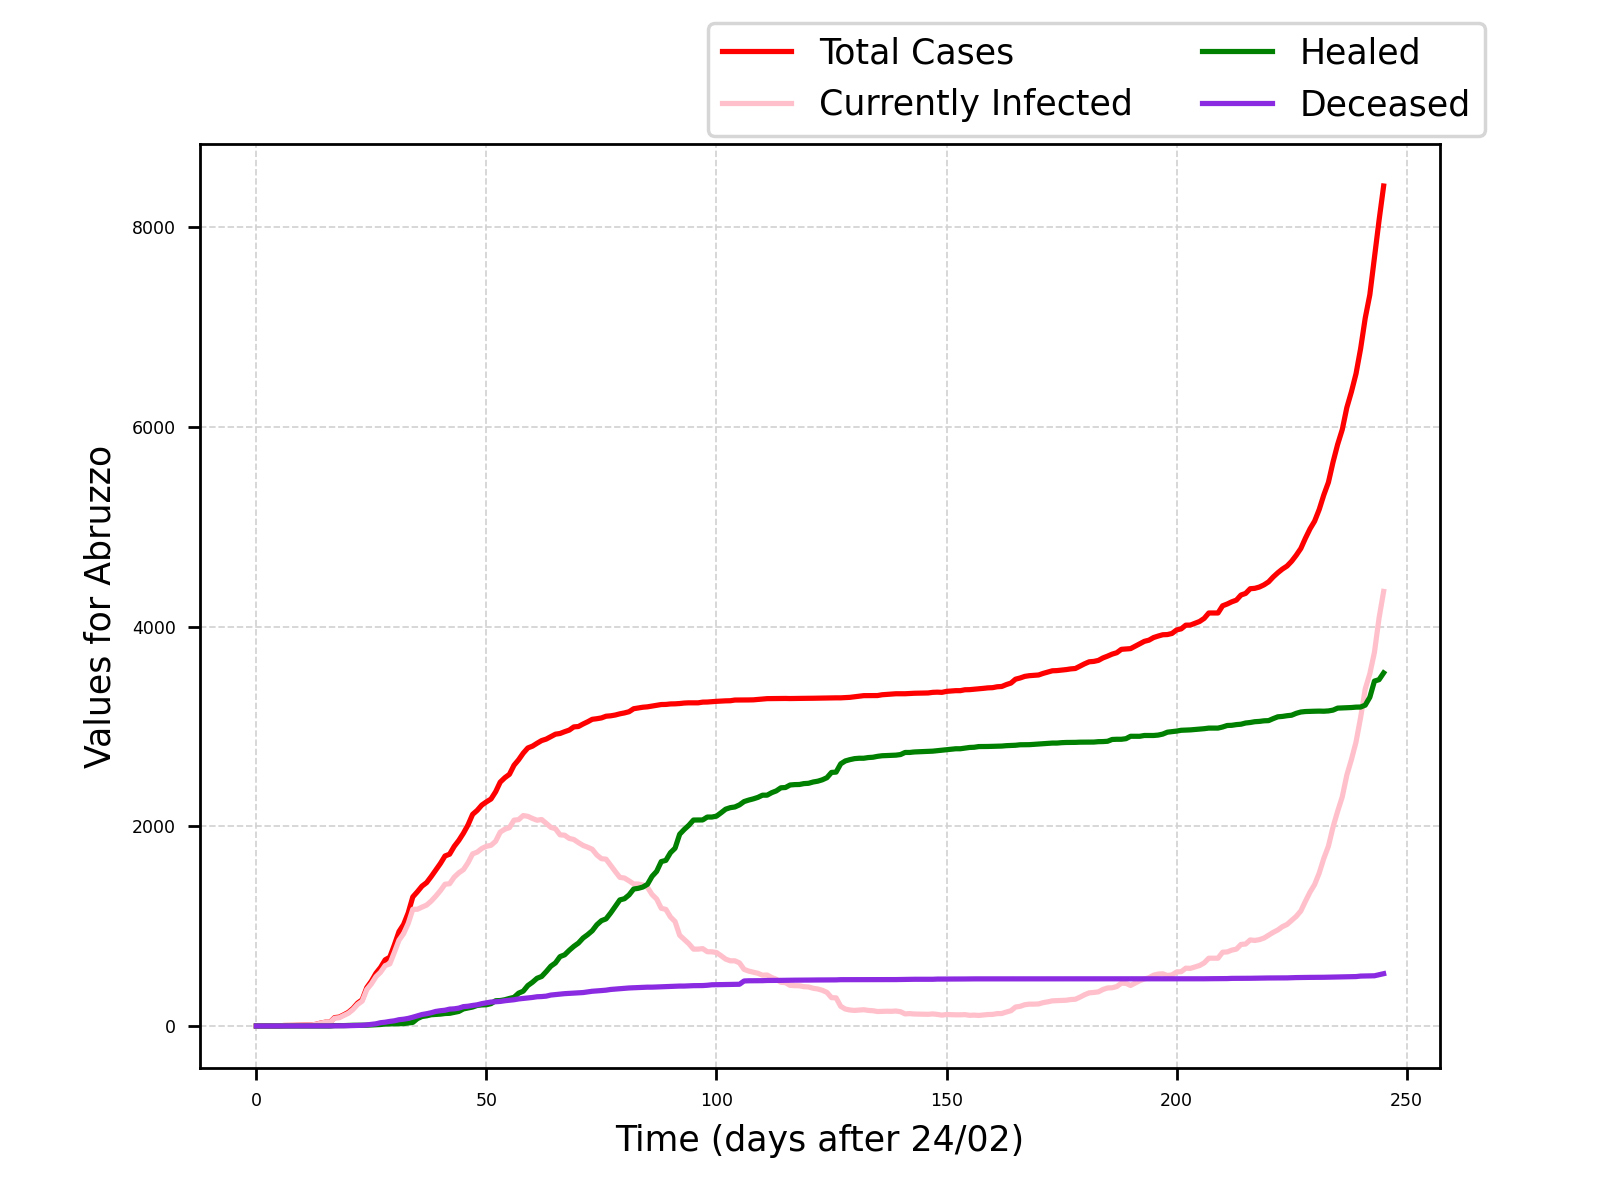 Total Cases
Currently Infected
Healed
Deceased
Values for Abruzzo
8000
6000
4000
2000
0
0
50
100
150
200
250
Time (days after 24/02)